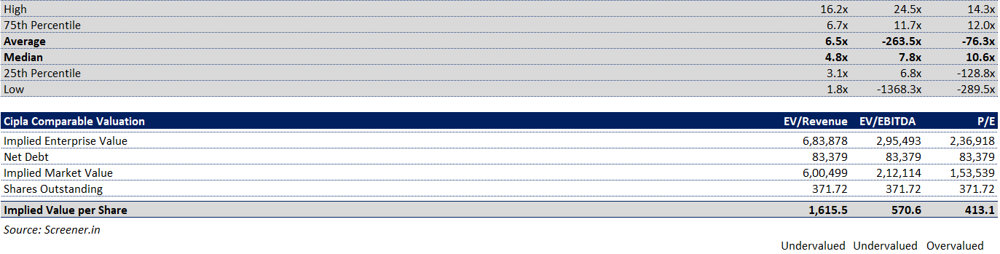 High 16.2x 24.5x 14.3x
75th Percentile 6.7x 11.7x 12.0x
Average 6.5x -263.5x -76.3x
Median 4.8x 7.8x 10.6x
25th Percentile 3.1x 6.8x -128.8x
Low 1.8x -1368.3x -289.5x
Cipla Comparable Valuation EV/Revenue EV/EBITDA P/E
Implied Enterprise Value 6,83,878 2,95,493 2,36,918
Net Debt 83,379 83,379 83,379
Implied Market Value 6,00,499 2,12,114 1,53,539
Shares Outstanding 371.72 371.72 371.72
Implied Value per Share 1,615.5 570.6 413.1
Source: Screener.in
Undervalued Undervalued Overvalued